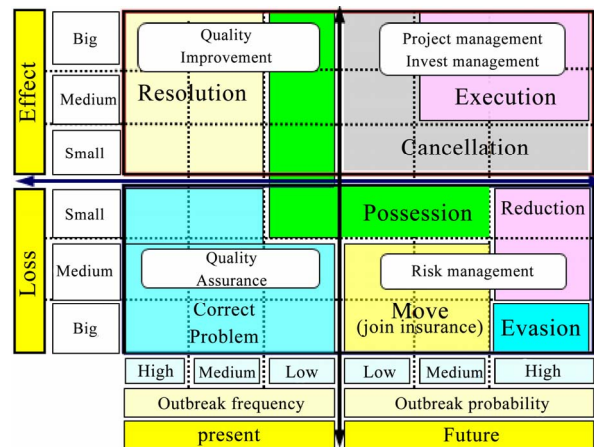 Effect
Big
Medium
Small
Quality
Improvement
Resolution
Project management
Invest management
Execution
Cancellation
Loss
Small
Medium
Big
Possession
Reduction
Quality
Assurance
Correct
Problem
Risk management
Move
(join insurance)
Evasion
High
Medium
Low
Low
Medium
High
Outbreak frequency
Outbreak probability
present
Future